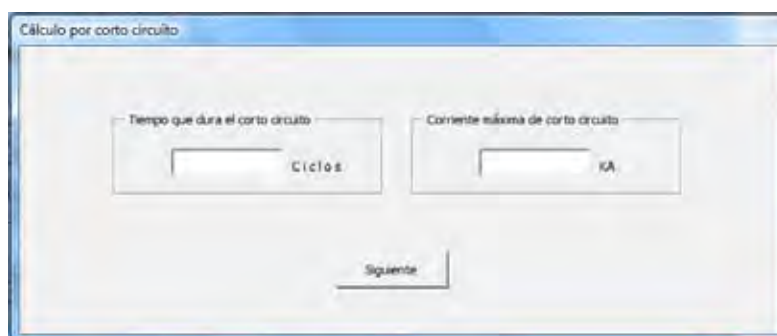 Cálculo por corto circuito
Tiempo que dura el corto circuito
Corriente máxima de corto circuito
Ciclos
KA
Siguiente